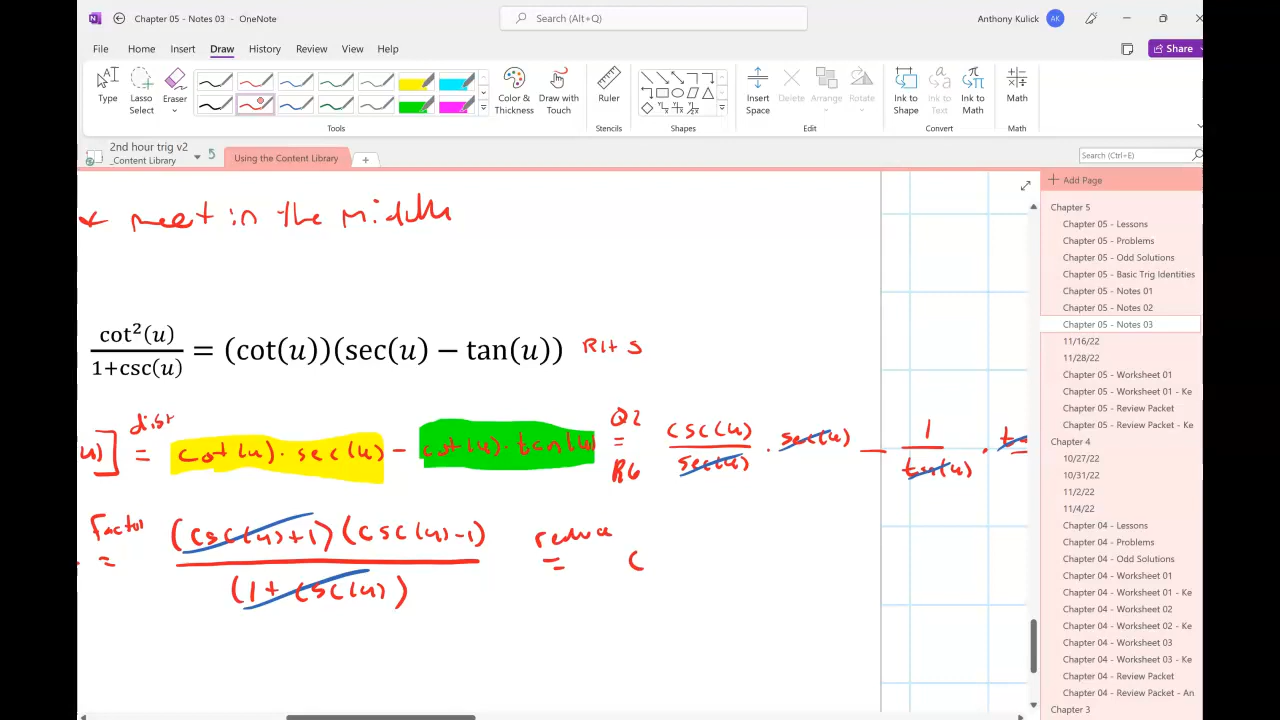 Chapter 05 - Notes 03 - OneNote
Search (Alt+Q)
Anthony Kulick
AK
File Home Insert Draw History Review View Help
Share
Type
Lasso Select
Eraser
Color & Thickness
Draw with Touch
Ruler
Insert Space
Delete
Arrange
Rotate
Ink to Shape
Ink to Text
Ink to Math
Math
Tools
Stencils
Shapes
Edit
Convert
Math
2nd hour trig v2
_Content Library
Using the Content Library
Search (Ctrl+E)
Add Page
Chapter 5
Chapter 05 - Lessons
Chapter 05 - Problems
Chapter 05 - Odd Solutions
Chapter 05 - Basic Trig Identities
Chapter 05 - Notes 01
Chapter 05 - Notes 02
Chapter 05 - Notes 03
11/16/22
11/28/22
Chapter 05 - Worksheet 01
Chapter 05 - Worksheet 01 - Ke
Chapter 05 - Review Packet
Chapter 05 - Review Packet - Ke
Chapter 4
10/27/22
10/31/22
11/2/22
11/4/22
Chapter 04 - Lessons
Chapter 04 - Problems
Chapter 04 - Odd Solutions
Chapter 04 - Worksheet 01
Chapter 04 - Worksheet 01 - Ke
Chapter 04 - Worksheet 02
Chapter 04 - Worksheet 02 - Ke
Chapter 04 - Worksheet 03
Chapter 04 - Worksheet 03 - Ke
Chapter 04 - Review Packet
Chapter 04 - Review Packet - An
Chapter 3
← meet in the middle
cot²(u)/1+csc(u) = (cot(u))(sec(u) − tan(u)) RHS
(u)] dist = cot(u) · sec(u) − cot(u) · tan(u) Q2 = R6 csc(u)/sec(u) · sec(u) − 1/tan(u) · t
Factor = (csc(u)+1)(csc(u)-1)/(1+csc(u)) reduce = (